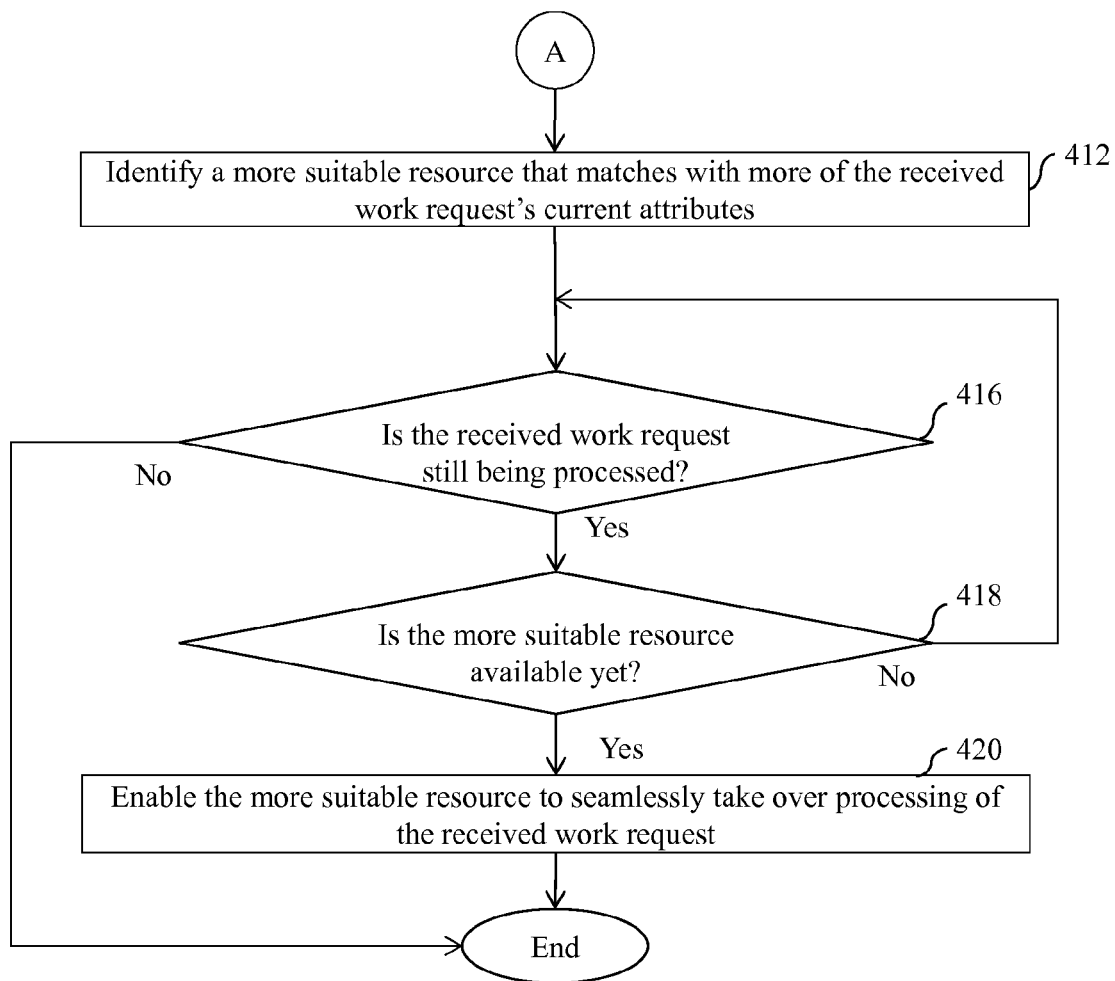 A
Identify a more suitable resource that matches with more of the received
work request’s current attributes
412
Is the received work request
still being processed?
416
No
Yes
Is the more suitable resource
available yet?
418
No
Yes
420
Enable the more suitable resource to seamlessly take over processing of
the received work request
End